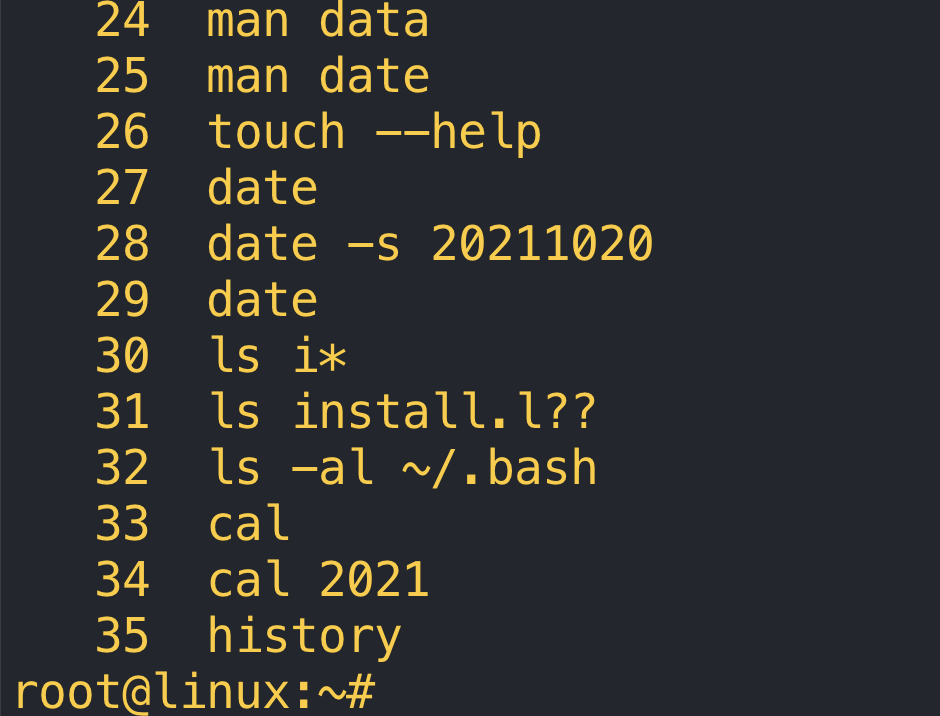 24 man data
25 man date
26 touch --help
27 date
28 date -s 20211020
29 date
30 ls i*
31 ls install.l??
32 ls -al ~/.bash
33 cal
34 cal 2021
35 history
root@linux:~#